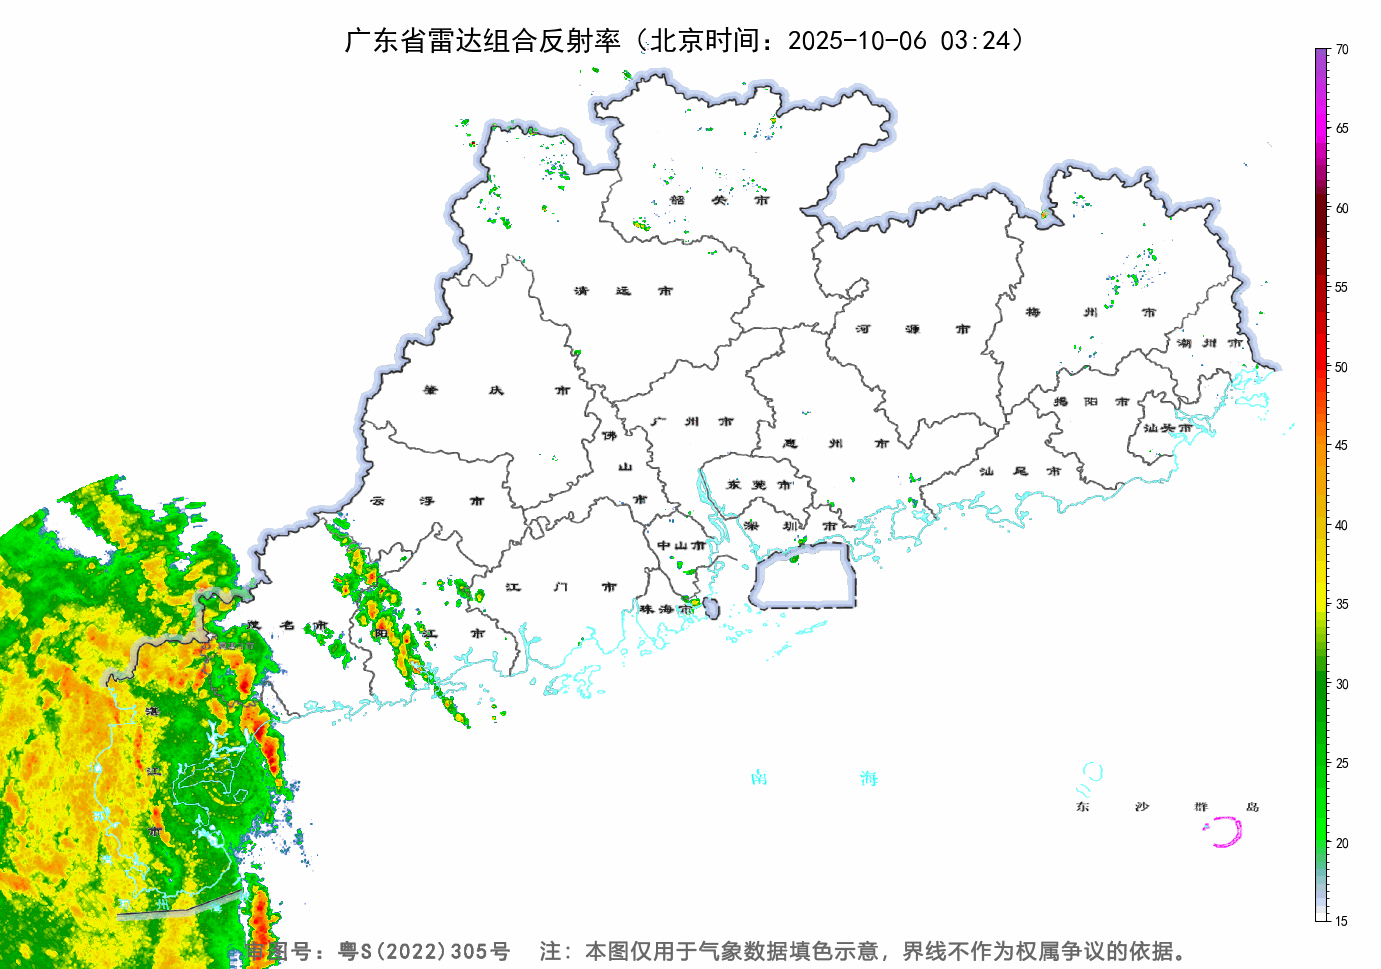 广东省雷达组合反射率（北京时间：2025-10-06 03:24）
70
65
60
55
50
45
40
35
30
25
20
15
韶关市
清远市
河源市
梅州市
潮州市
肇庆市
广州市
佛山市
惠州市
揭阳市
汕头市
汕尾市
云浮市
东莞市
深圳市
中山市
江门市
珠海市
茂名市
阳江市
湛江市
南海
东沙群岛
审图号：粤S(2022)305号 注：本图仅用于气象数据填色示意，界线不作为权属争议的依据。